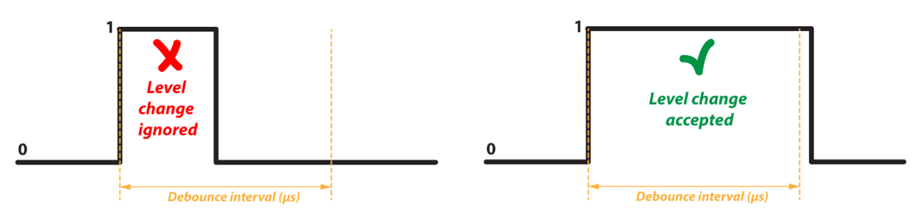 1
Level
change
ignored
0
Debounce interval (µs)
1
Level change
accepted
0
Debounce interval (µs)